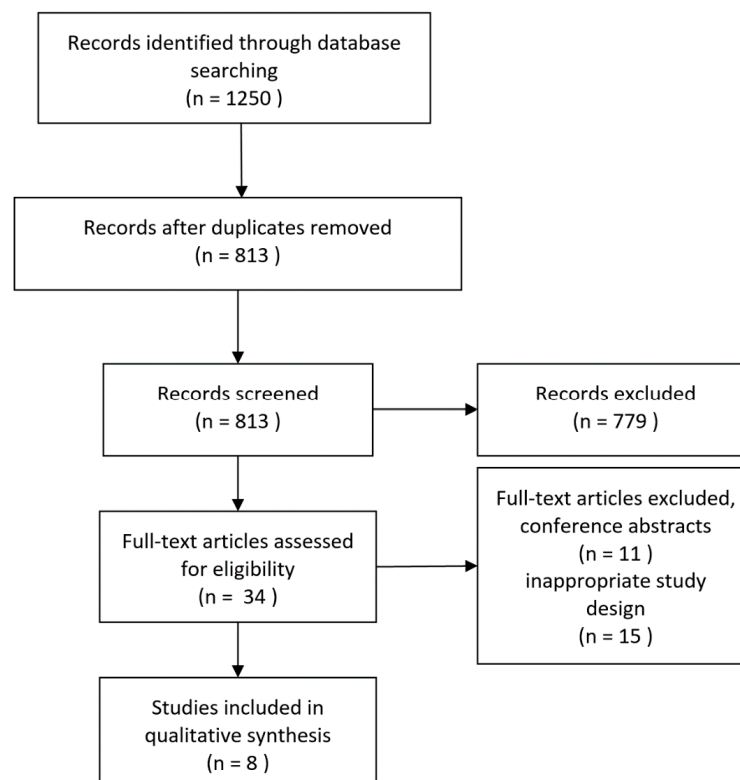 Records identified through database
searching
(n = 1250 )
Records after duplicates removed
(n = 813 )
Records screened
(n = 813 )
Records excluded
(n = 779 )
Full-text articles assessed
for eligibility
(n = 34 )
Full-text articles excluded,
conference abstracts
(n = 11 )
inappropriate study
design
(n = 15 )
Studies included in
qualitative synthesis
(n = 8 )